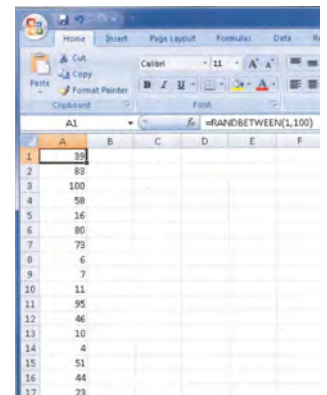 Home Insert Page Layout Formulas Data
Cut
Copy
Format Painter
Paste
Clipboard
Calibri 11 A A
B I U A
Font
A1 fx =RANDBETWEEN(1,100)
A B C D E F
1 39
2 83
3 100
4 58
5 16
6 80
7 73
8 6
9 7
10 11
11 95
12 46
13 10
14 4
15 51
16 44
17 23